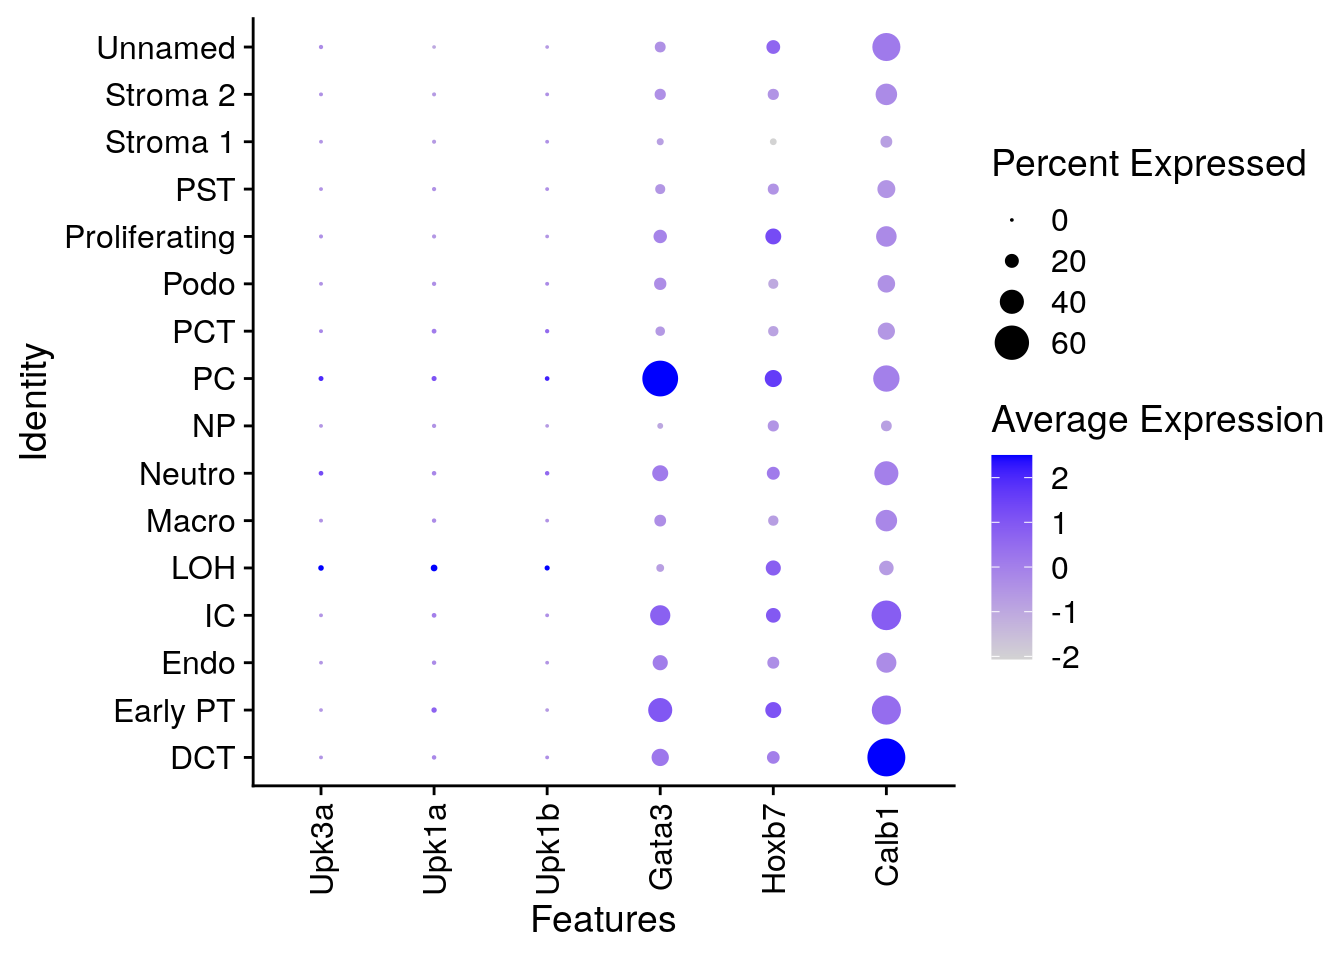 Identity
Unnamed
Stroma 2
Stroma 1
PST
Proliferating
Podo
PCT
PC
NP
Neutro
Macro
LOH
IC
Endo
Early PT
DCT
Upk3a
Upk1a
Upk1b
Gata3
Hoxb7
Calb1
Features
Percent Expressed
0
20
40
60
Average Expression
2
1
0
-1
-2